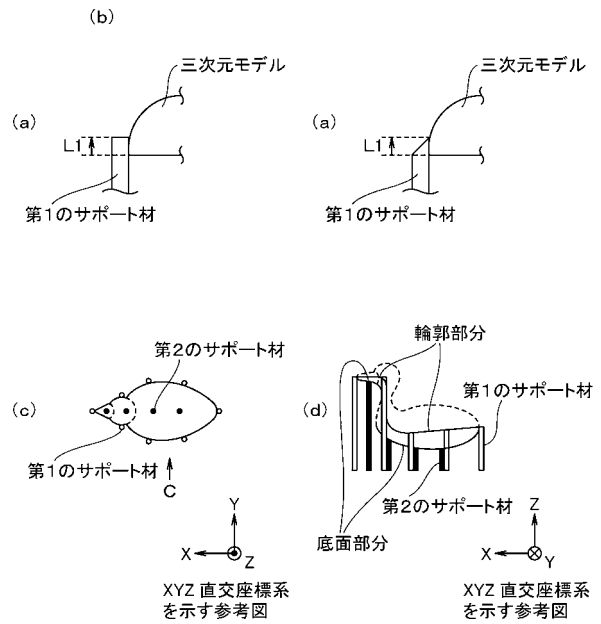 (b)
三次元モデル
(a)
L1
第1のサポート材
三次元モデル
(a)
L1
第1のサポート材
(c)
第2のサポート材
第1のサポート材
C
Y
X
Z
XYZ 直交座標系
を示す参考図
(d)
輪郭部分
第1のサポート材
第2のサポート材
底面部分
Z
X
Y
XYZ 直交座標系
を示す参考図